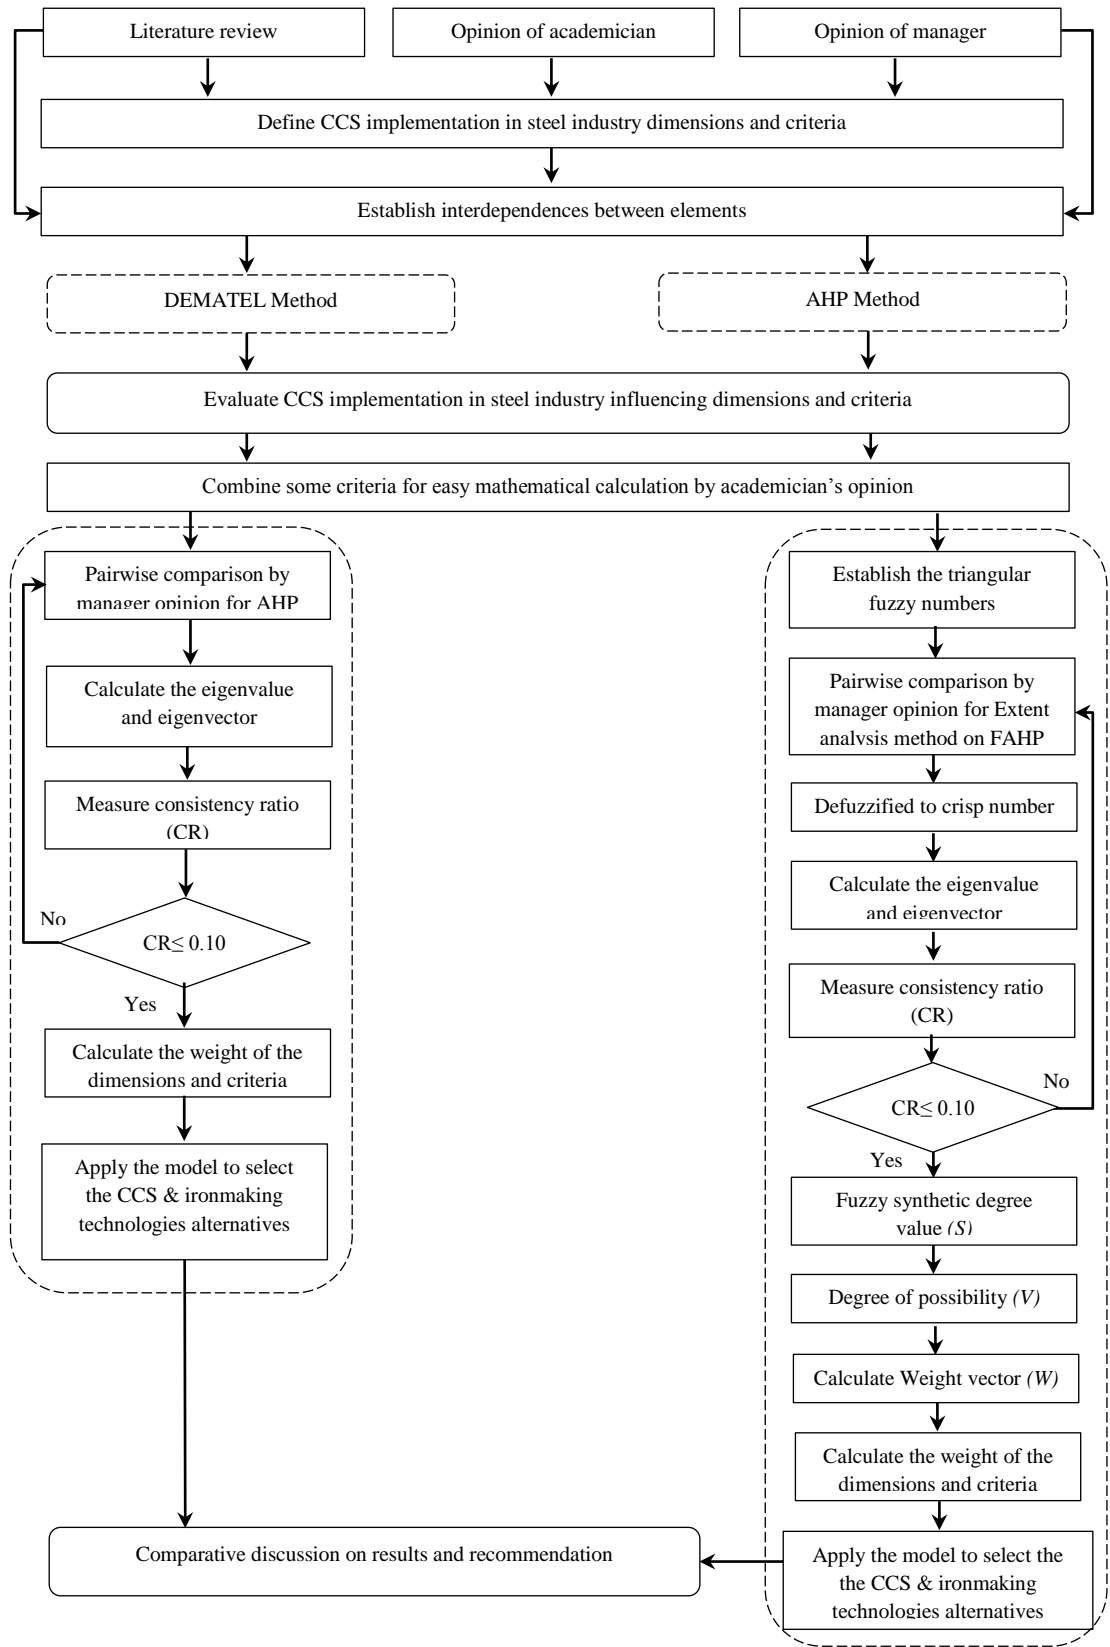 Literature review
Opinion of academician
Opinion of manager
Define CCS implementation in steel industry dimensions and criteria
Establish interdependences between elements
DEMATEL Method
AHP Method
Evaluate CCS implementation in steel industry influencing dimensions and criteria
Combine some criteria for easy mathematical calculation by academician's opinion
Pairwise comparison by
manager opinion for AHP
Calculate the eigenvalue
and eigenvector
Measure consistency ratio
(CR)
No
CR≤ 0.10
Yes
Calculate the weight of the
dimensions and criteria
Apply the model to select
the CCS & ironmaking
technologies alternatives
Establish the triangular
fuzzy numbers
Pairwise comparison by
manager opinion for Extent
analysis method on FAHP
Defuzzified to crisp number
Calculate the eigenvalue
and eigenvector
Measure consistency ratio
(CR)
No
CR≤ 0.10
Yes
Fuzzy synthetic degree
value (S)
Degree of possibility (V)
Calculate Weight vector (W)
Calculate the weight of the
dimensions and criteria
Apply the model to select the
the CCS & ironmaking
technologies alternatives
Comparative discussion on results and recommendation